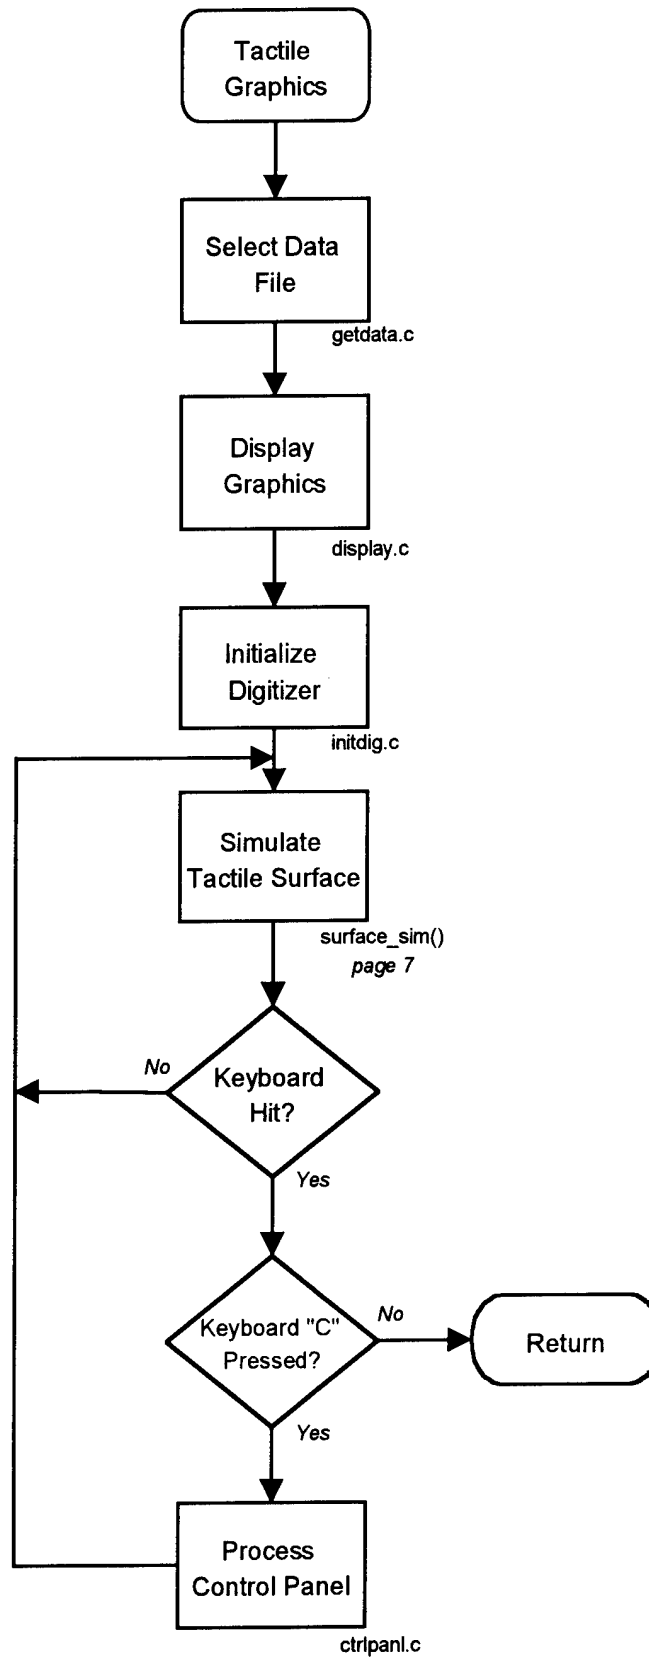 Tactile
Graphics
Select Data
File
getdata.c
Display
Graphics
display.c
Initialize
Digitizer
initdig.c
Simulate
Tactile Surface
surface_sim()
page 7
No
Keyboard
Hit?
Yes
Keyboard "C"
Pressed?
No
Return
Yes
Process
Control Panel
ctrlpanl.c